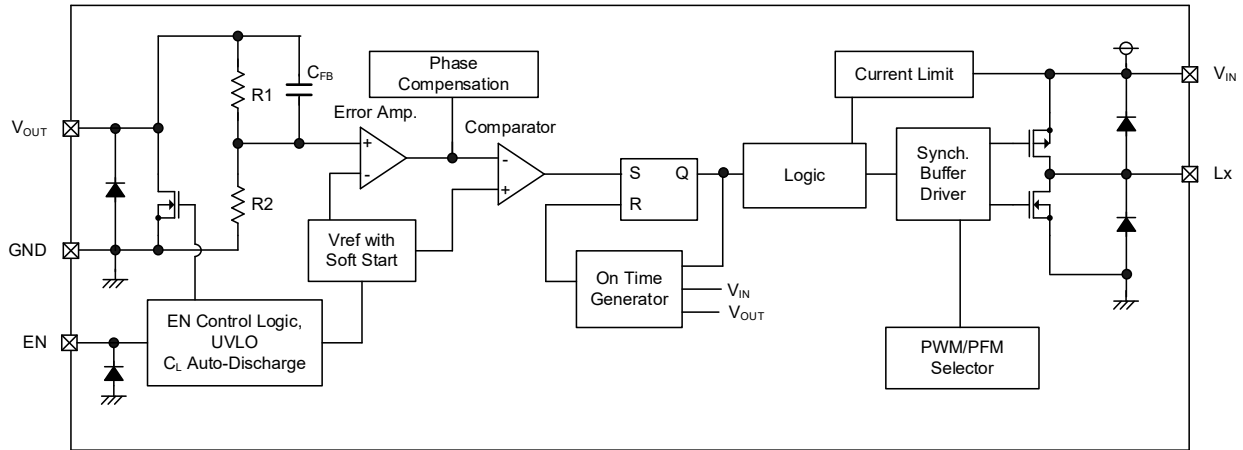 Phase
Compensation
Current Limit
C_FB
R1
Error Amp.
V_IN
V_OUT
Comparator
+
-
-
+
S
Q
R
Logic
Synch.
Buffer
Driver
Lx
R2
GND
Vref with
Soft Start
On Time
Generator
V_IN
V_OUT
EN
EN Control Logic,
UVLO
C_L Auto-Discharge
PWM/PFM
Selector